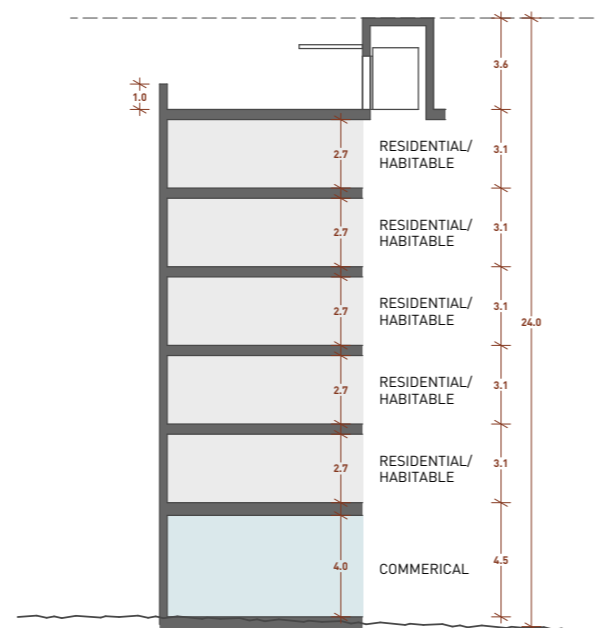 3.6
1.0
2.7
RESIDENTIAL/
HABITABLE
3.1
2.7
RESIDENTIAL/
HABITABLE
3.1
2.7
RESIDENTIAL/
HABITABLE
3.1
24.0
2.7
RESIDENTIAL/
HABITABLE
3.1
2.7
RESIDENTIAL/
HABITABLE
3.1
4.0
COMMERICAL
4.5